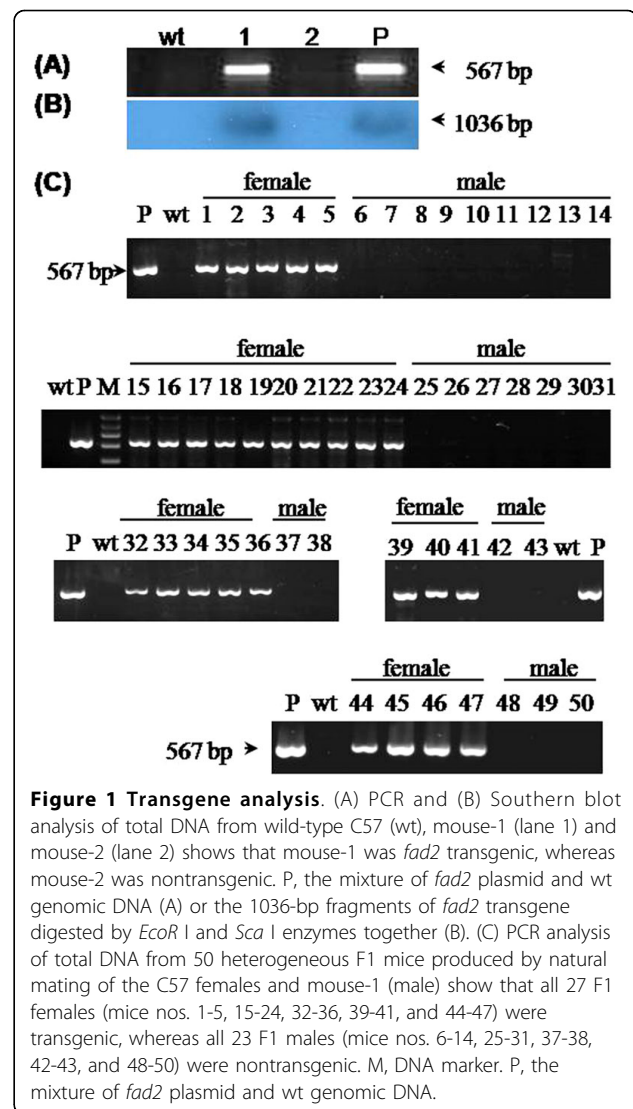 wt 1 2 P
(A)
567 bp
(B)
1036 bp
(C)
female male
P wt 1 2 3 4 5 6 7 8 9 10 11 12 13 14
567 bp
female male
wt P M 15 16 17 18 19 20 21 22 23 24 25 26 27 28 29 30 31
female male
P wt 32 33 34 35 36 37 38
female male
39 40 41 42 43 wt P
female male
P wt 44 45 46 47 48 49 50
567 bp
Figure 1 Transgene analysis. (A) PCR and (B) Southern blot
analysis of total DNA from wild-type C57 (wt), mouse-1 (lane 1) and
mouse-2 (lane 2) shows that mouse-1 was fad2 transgenic, whereas
mouse-2 was nontransgenic. P, the mixture of fad2 plasmid and wt
genomic DNA (A) or the 1036-bp fragments of fad2 transgene
digested by EcoR I and Sca I enzymes together (B). (C) PCR analysis
of total DNA from 50 heterogeneous F1 mice produced by natural
mating of the C57 females and mouse-1 (male) show that all 27 F1
females (mice nos. 1-5, 15-24, 32-36, 39-41, and 44-47) were
transgenic, whereas all 23 F1 males (mice nos. 6-14, 25-31, 37-38,
42-43, and 48-50) were nontransgenic. M, DNA marker. P, the
mixture of fad2 plasmid and wt genomic DNA.